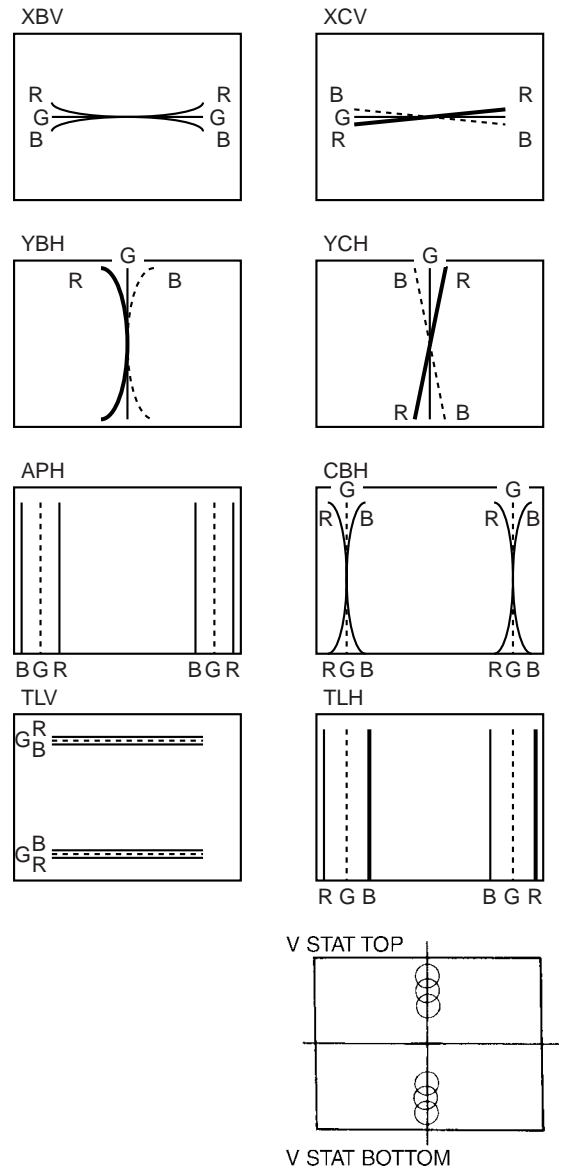 XBV
R R
G G
B B
XCV
B R
G
R B
YBH
G
R B
YCH
G
B R
R B
APH
B G R B G R
CBH
G G
R B R B
R G B R G B
TLV
R
G
B
B
G
R
TLH
R G B B G R
V STAT TOP
V STAT BOTTOM